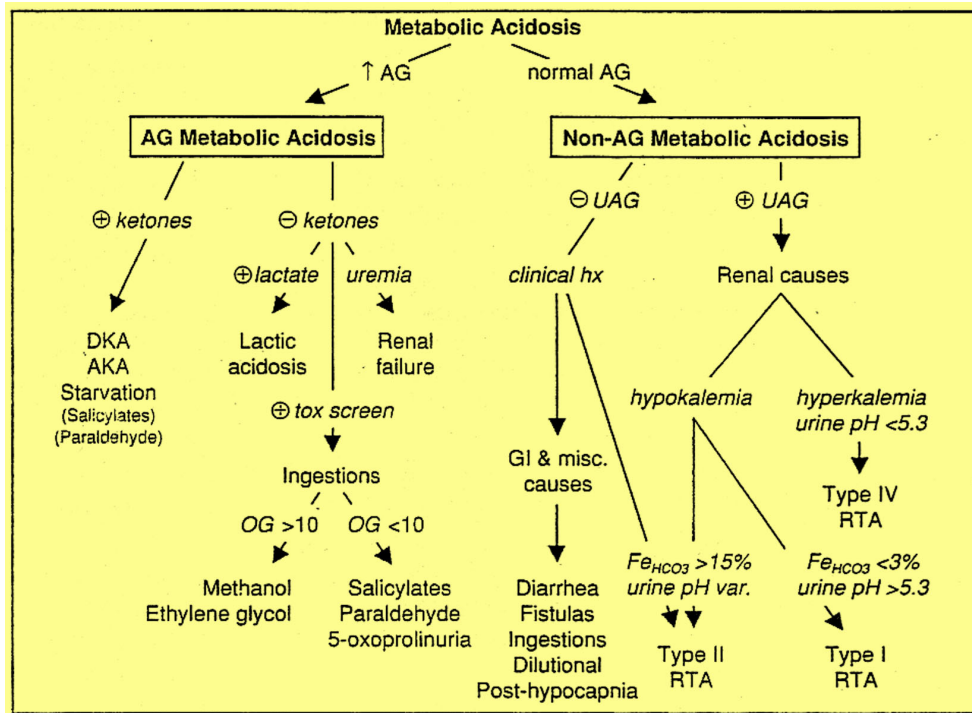 Metabolic Acidosis
↑ AG
normal AG
AG Metabolic Acidosis
Non-AG Metabolic Acidosis
⊕ ketones
⊖ ketones
⊖ UAG
⊕ UAG
⊕ lactate
uremia
clinical hx
Renal causes
DKA
AKA
Starvation
(Salicylates)
(Paraldehyde)
Lactic
acidosis
Renal
failure
⊕ tox screen
Ingestions
OG >10
OG <10
Methanol
Ethylene glycol
Salicylates
Paraldehyde
5-oxoprolinuria
GI & misc.
causes
Diarrhea
Fistulas
Ingestions
Dilutional
Post-hypocapnia
hypokalemia
hyperkalemia
urine pH <5.3
Type IV
RTA
FeHCO3 >15%
urine pH var.
Type II
RTA
FeHCO3 <3%
urine pH >5.3
Type I
RTA